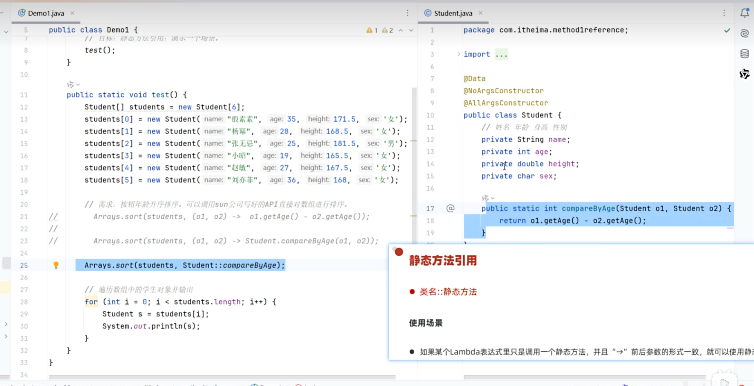 Demo1.java
public class Demo1 {
test();
}
public static void test() {
Student[] students = new Student[6];
students[0] = new Student( name: "殷素素", age: 35, height: 171.5, sex: '女');
students[1] = new Student( name: "杨幂", age: 28, height: 168.5, sex: '女');
students[2] = new Student( name: "张无忌", age: 25, height: 181.5, sex: '男');
students[3] = new Student( name: "小昭", age: 19, height: 165.5, sex: '女');
students[4] = new Student( name: "赵敏", age: 27, height: 167.5, sex: '女');
students[5] = new Student( name: "刘亦菲", age: 36, height: 168, sex: '女');
// 需求：按照年龄升序排序。可以调用sun公司写好的API直接对数组进行排序。
// Arrays.sort(students, (o1, o2) -> o1.getAge() - o2.getAge());
//
// Arrays.sort(students, (o1, o2) -> Student.compareByAge(o1, o2));
Arrays.sort(students, Student::compareByAge);
// 遍历数组中的学生对象并输出
for (int i = 0; i < students.length; i++) {
Student s = students[i];
System.out.println(s);
}
}
}
Student.java
package com.itheima.method1reference;
import ...
@Data
@NoArgsConstructor
@AllArgsConstructor
public class Student {
// 姓名 年龄 身高 性别
private String name;
private int age;
private double height;
private char sex;
public static int compareByAge(Student o1, Student o2) {
return o1.getAge() - o2.getAge();
}
静态方法引用
类名::静态方法
使用场景
如果某个Lambda表达式里只是调用一个静态方法，并且“→”前后参数的形式一致，就可以使用静态